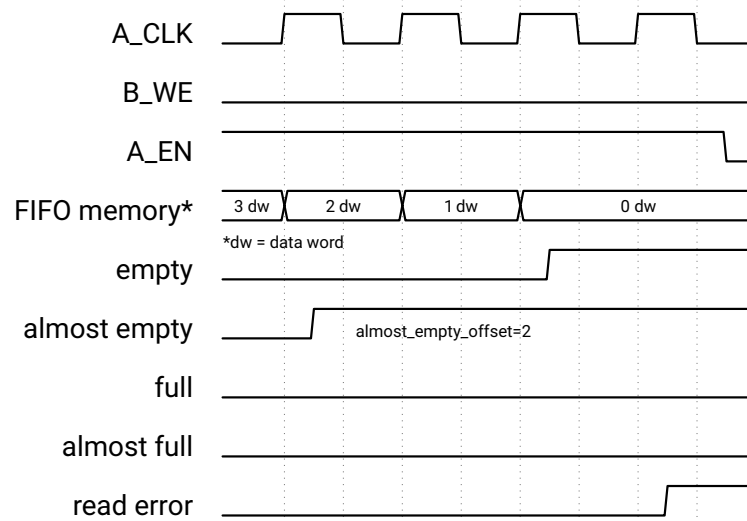 A_CLK
B_WE
A_EN
FIFO memory* 3 dw 2 dw 1 dw 0 dw
*dw = data word
empty
almost empty almost_empty_offset=2
full
almost full
read error